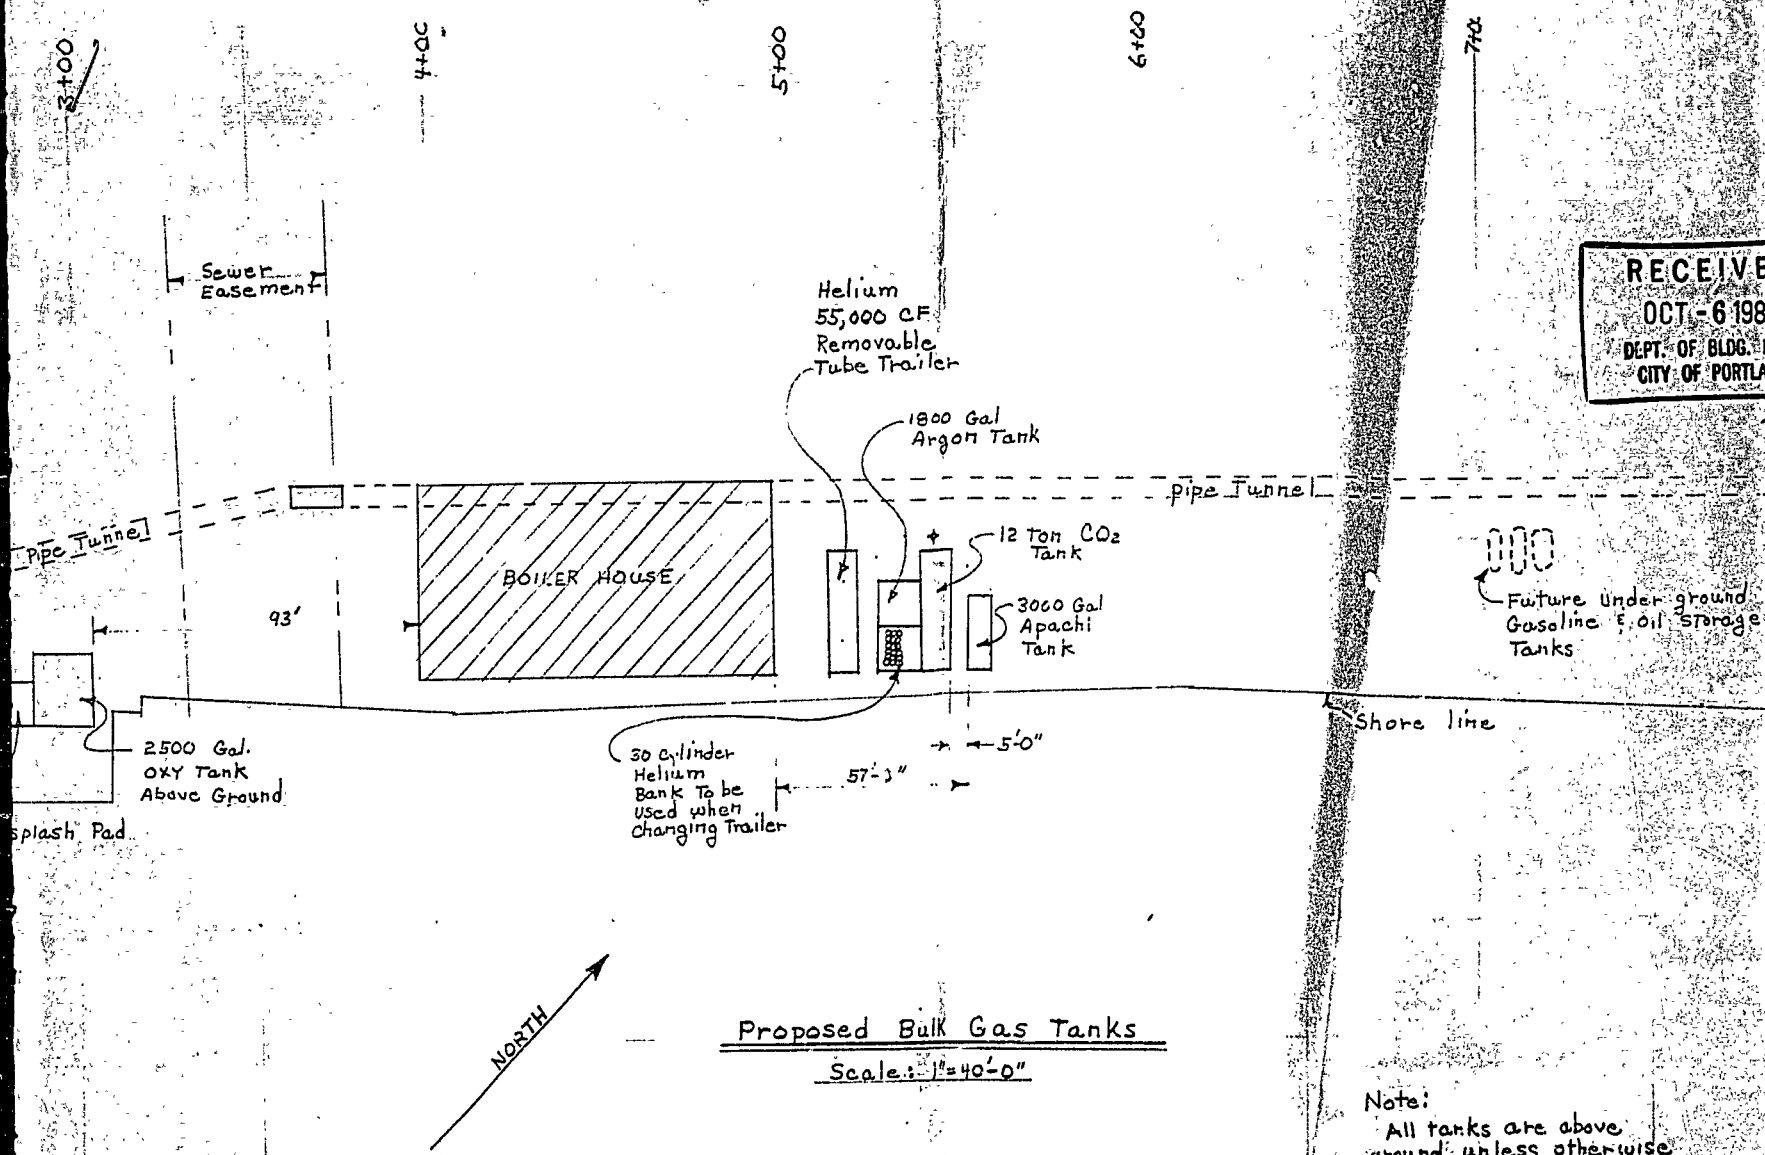 3+00
4+00
5+00
6+00
7+00
Sewer
Easement
Helium
55,000 CF
Removable
Tube Trailer
1800 Gal
Argon Tank
RECEIVE
OCT - 6 198
DEPT. OF BLDG.
CITY OF PORTLA
Pipe Tunnel
pipe Tunnel
BOILER HOUSE
12 Ton CO2
Tank
3000 Gal
Apachi
Tank
Future Under ground
Gasoline & oil storage
Tanks
93'
2500 Gal.
OXY Tank
Above Ground
splash Pad
30 cylinder
Helium
Bank To be
used when
Changing Trailer
5'-0"
Shore line
NORTH
Proposed Bulk Gas Tanks
Scale: 1"=40'-0"
Note:
All tanks are above
ground unless otherwise